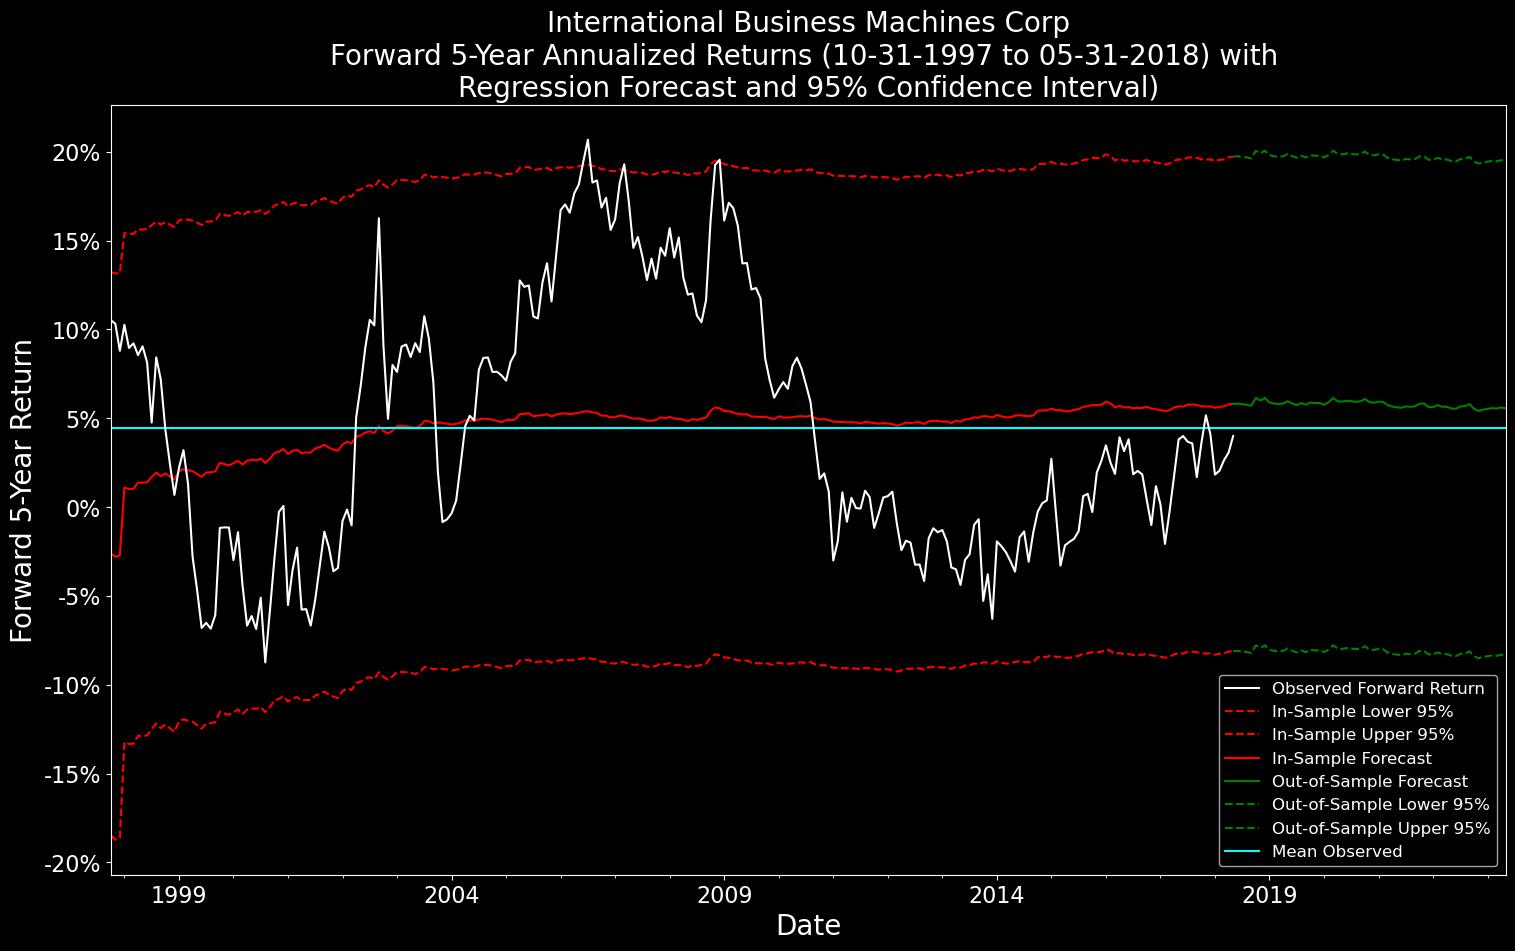 International Business Machines Corp
Forward 5-Year Annualized Returns (10-31-1997 to 05-31-2018) with
Regression Forecast and 95% Confidence Interval)
Forward 5-Year Return
20%
15%
10%
5%
0%
-5%
-10%
-15%
-20%
Observed Forward Return
In-Sample Lower 95%
In-Sample Upper 95%
In-Sample Forecast
Out-of-Sample Forecast
Out-of-Sample Lower 95%
Out-of-Sample Upper 95%
Mean Observed
1999 2004 2009 2014 2019
Date